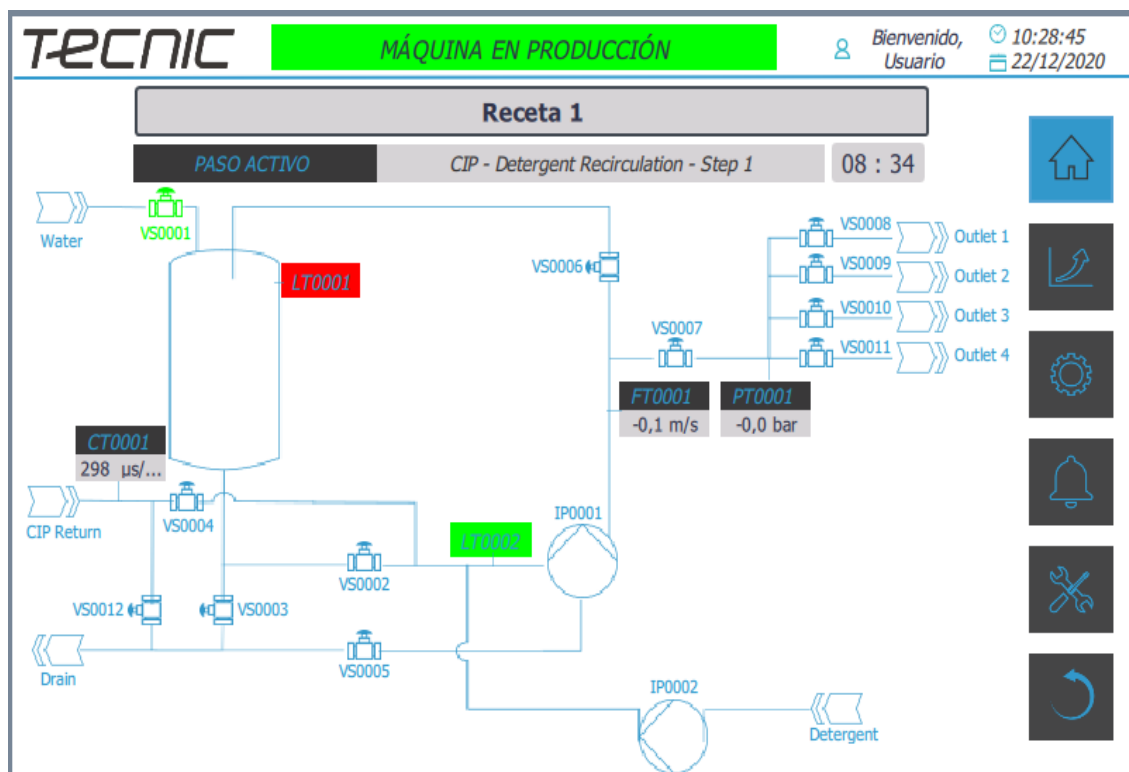 TECNIC
MÁQUINA EN PRODUCCIÓN
Bienvenido,
Usuario
10:28:45
22/12/2020
Receta 1
PASO ACTIVO
CIP - Detergent Recirculation - Step 1
08 : 34
Water
VS0001
LT0001
VS0006
VS0007
VS0008
Outlet 1
VS0009
Outlet 2
VS0010
Outlet 3
VS0011
Outlet 4
FT0001
-0,1 m/s
PT0001
-0,0 bar
CT0001
298 µs/...
CIP Return
VS0004
LT0002
IP0001
VS0002
VS0012
VS0003
Drain
VS0005
IP0002
Detergent